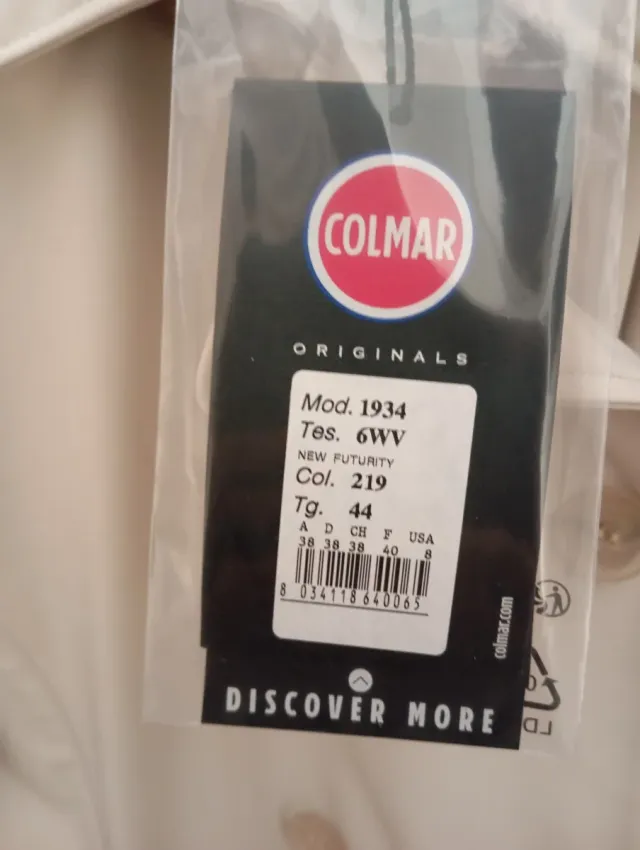 COLMAR
ORIGINALS
Mod. 1934
Tes. 6WV
NEW FUTURITY
Col. 219
Tg. 44
A D CH F USA
38 38 38 40 8
8 034118 640065
colmar.com
DISCOVER MORE
LD